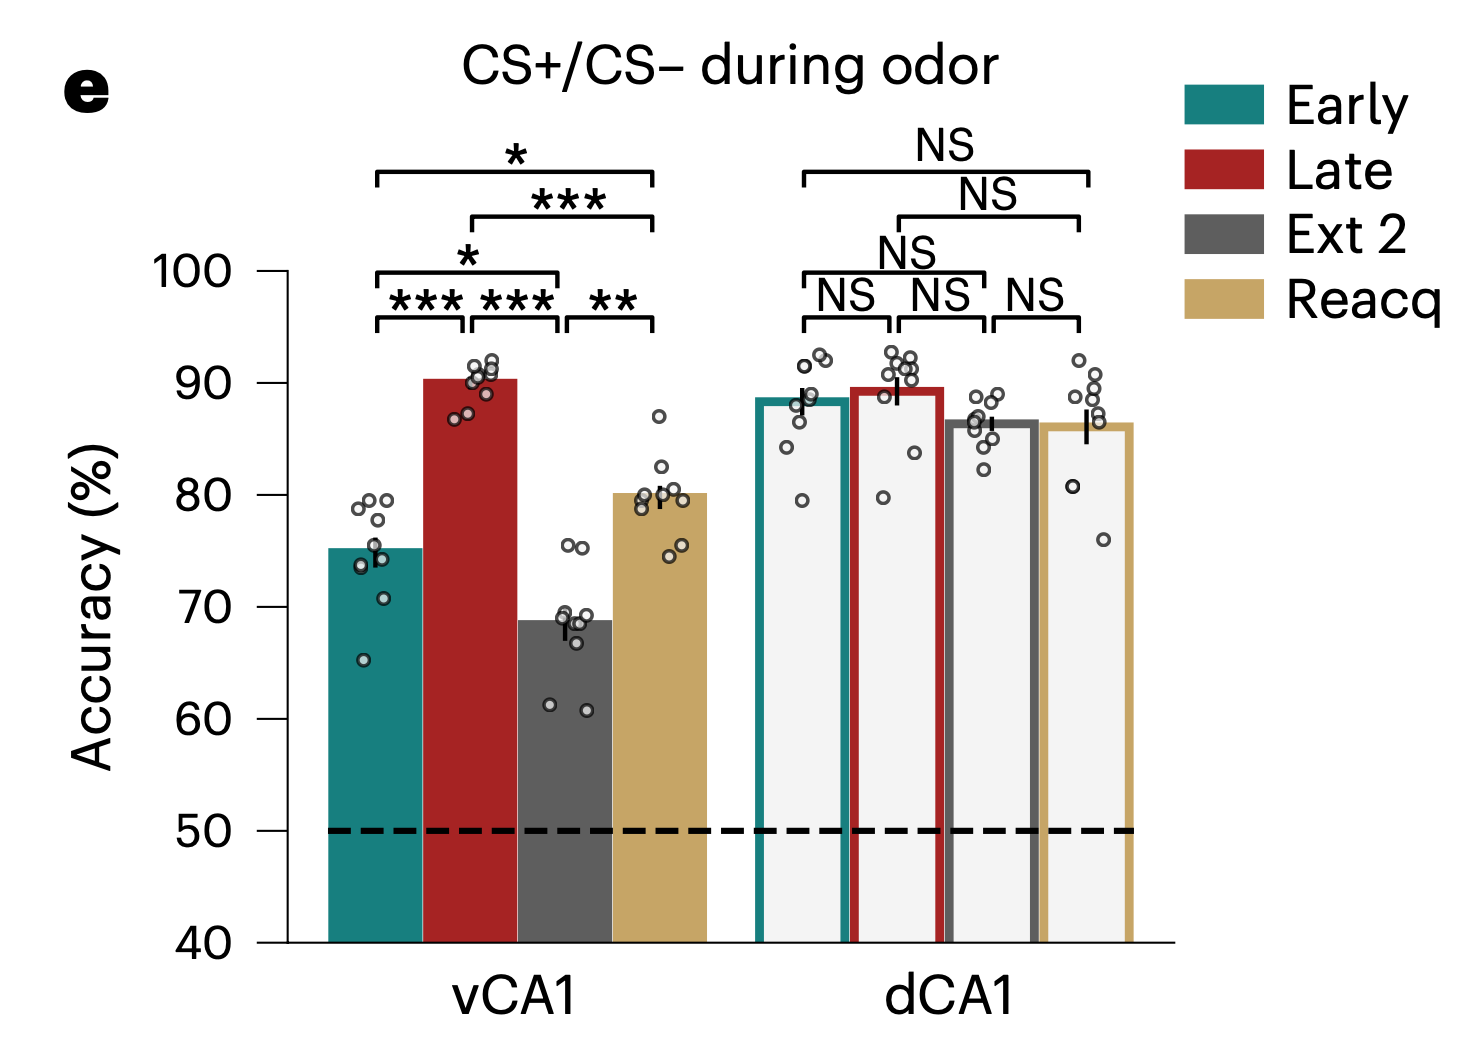 e
CS+/CS– during odor
Early
Late
Ext 2
Reacq
* NS
*** NS
* NS
*** *** ** NS NS NS
Accuracy (%)
100
90
80
70
60
50
40
vCA1 dCA1